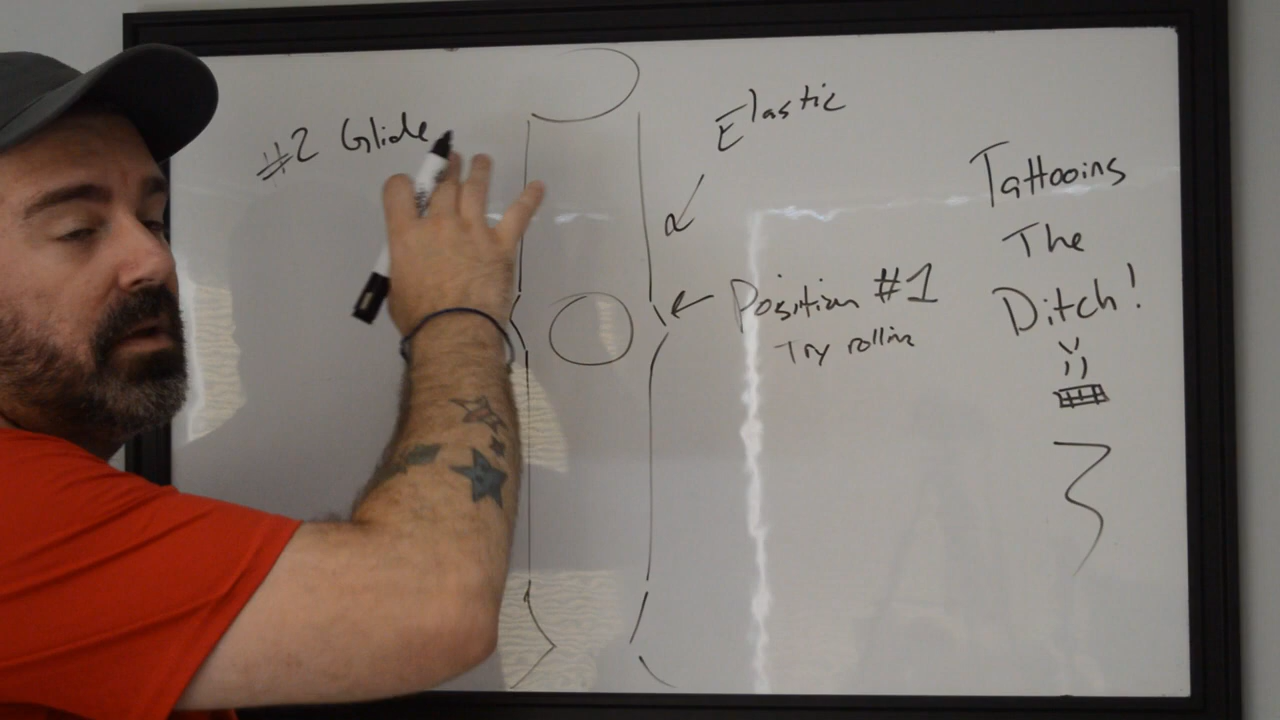 #2 Glide
Elastic
Position #1
Try rollin
Tattooins
The
Ditch!